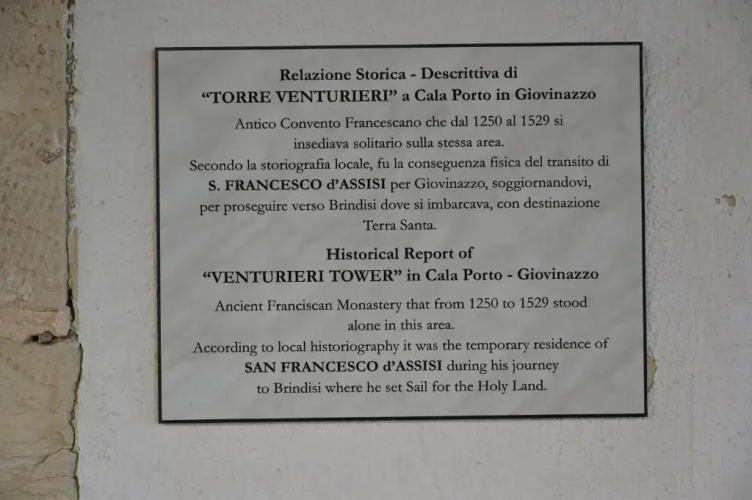 Relazione Storica - Descrittiva di
“TORRE VENTURIERI” a Cala Porto in Giovinazzo
Antico Convento Francescano che dal 1250 al 1529 si
insediava solitario sulla stessa area.
Secondo la storiografia locale, fu la conseguenza fisica del transito di
S. FRANCESCO d’ASSISI per Giovinazzo, soggiornandovi,
per proseguire verso Brindisi dove si imbarcava, con destinazione
Terra Santa.
Historical Report of
“VENTURIERI TOWER” in Cala Porto - Giovinazzo
Ancient Franciscan Monastery that from 1250 to 1529 stood
alone in this area.
According to local historiography it was the temporary residence of
SAN FRANCESCO d’ASSISI during his journey
to Brindisi where he set Sail for the Holy Land.